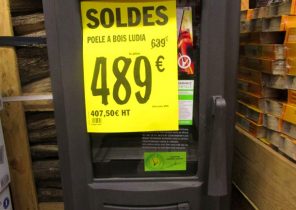 SOLDES
POELE A BOIS LUDIA
639€
489€
407,50€ HT